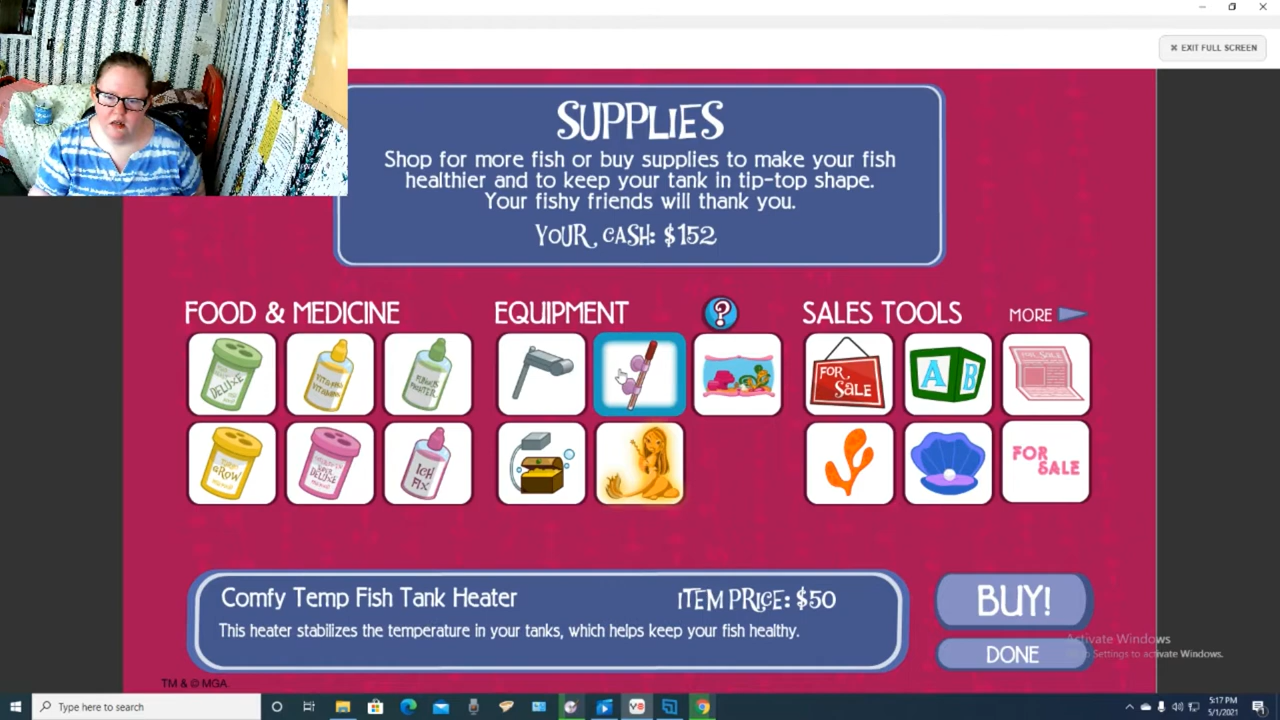 EXIT FULL SCREEN
SUPPLIES
Shop for more fish or buy supplies to make your fish
healthier and to keep your tank in tip-top shape.
Your fishy friends will thank you.
YOUR CASH: $152
FOOD & MEDICINE
EQUIPMENT
?
SALES TOOLS
MORE
DELUXE
VITAMINS
FOR
SALE
A B
FOR SALE
GROW
DELUXE
ICH
FIX
FOR
SALE
Comfy Temp Fish Tank Heater
ITEM PRICE: $50
This heater stabilizes the temperature in your tanks, which helps keep your fish healthy.
BUY!
DONE
Activate Windows
to Settings to activate Windows.
TM & © MGA
Type here to search
5:17 PM
5/1/2021